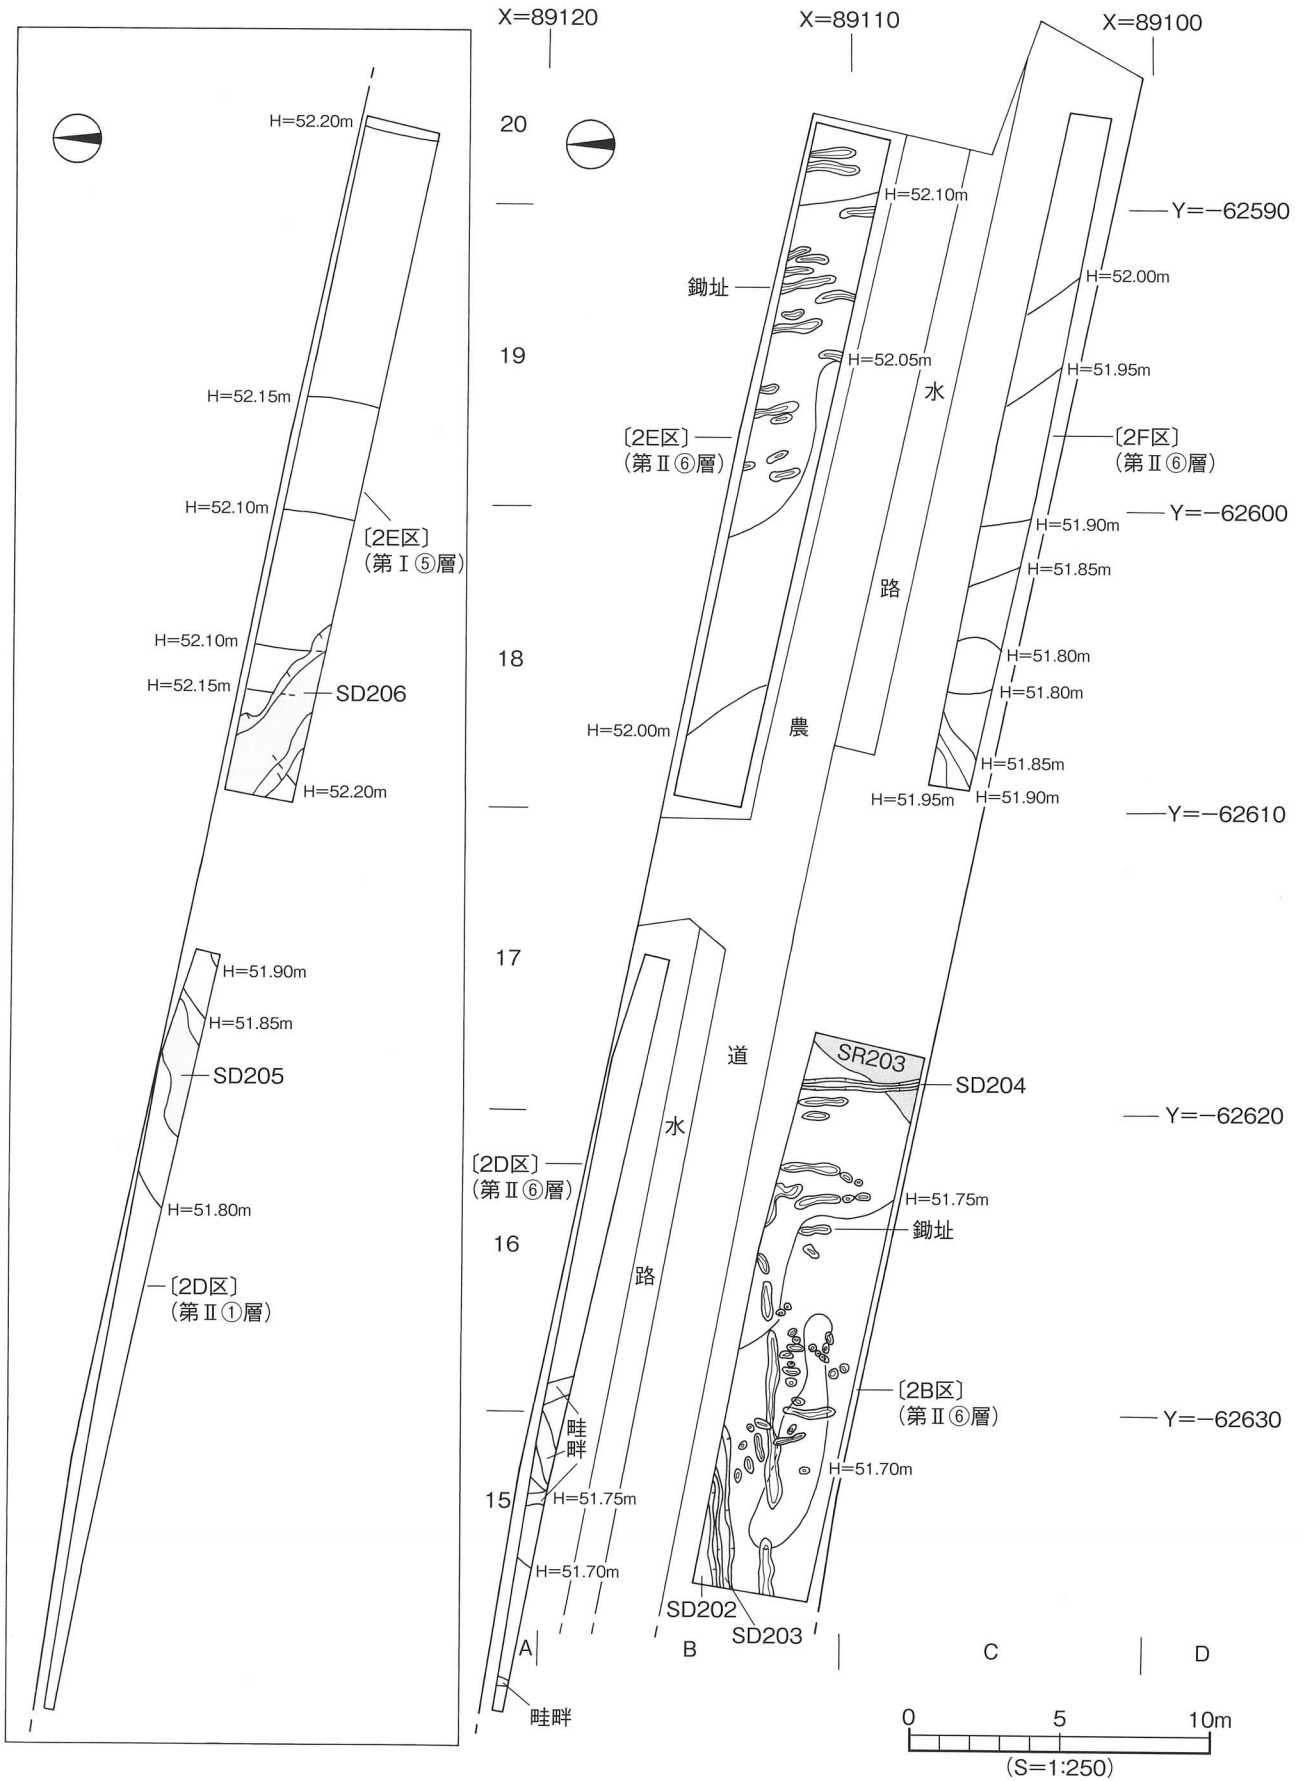 X=89120
X=89110
X=89100
H=52.20m
20
H=52.10m
Y=-62590
鋤址
H=52.00m
19
H=52.05m
H=51.95m
H=52.15m
水
〔2E区〕
(第Ⅱ⑥層)
〔2F区〕
(第Ⅱ⑥層)
H=52.10m
Y=-62600
H=51.90m
〔2E区〕
(第Ⅰ⑤層)
H=51.85m
路
H=52.10m
18
H=51.80m
H=52.15m
SD206
H=51.80m
H=52.00m
農
H=51.85m
H=52.20m
H=51.95m
H=51.90m
Y=-62610
17
H=51.90m
H=51.85m
道
SR203
SD205
SD204
水
Y=-62620
〔2D区〕
(第Ⅱ⑥層)
H=51.75m
H=51.80m
鋤址
16
路
〔2D区〕
(第Ⅱ①層)
〔2B区〕
(第Ⅱ⑥層)
畦畔
Y=-62630
H=51.70m
15
H=51.75m
H=51.70m
SD202
SD203
A
B
C
D
畦畔
0 5 10m
(S=1:250)